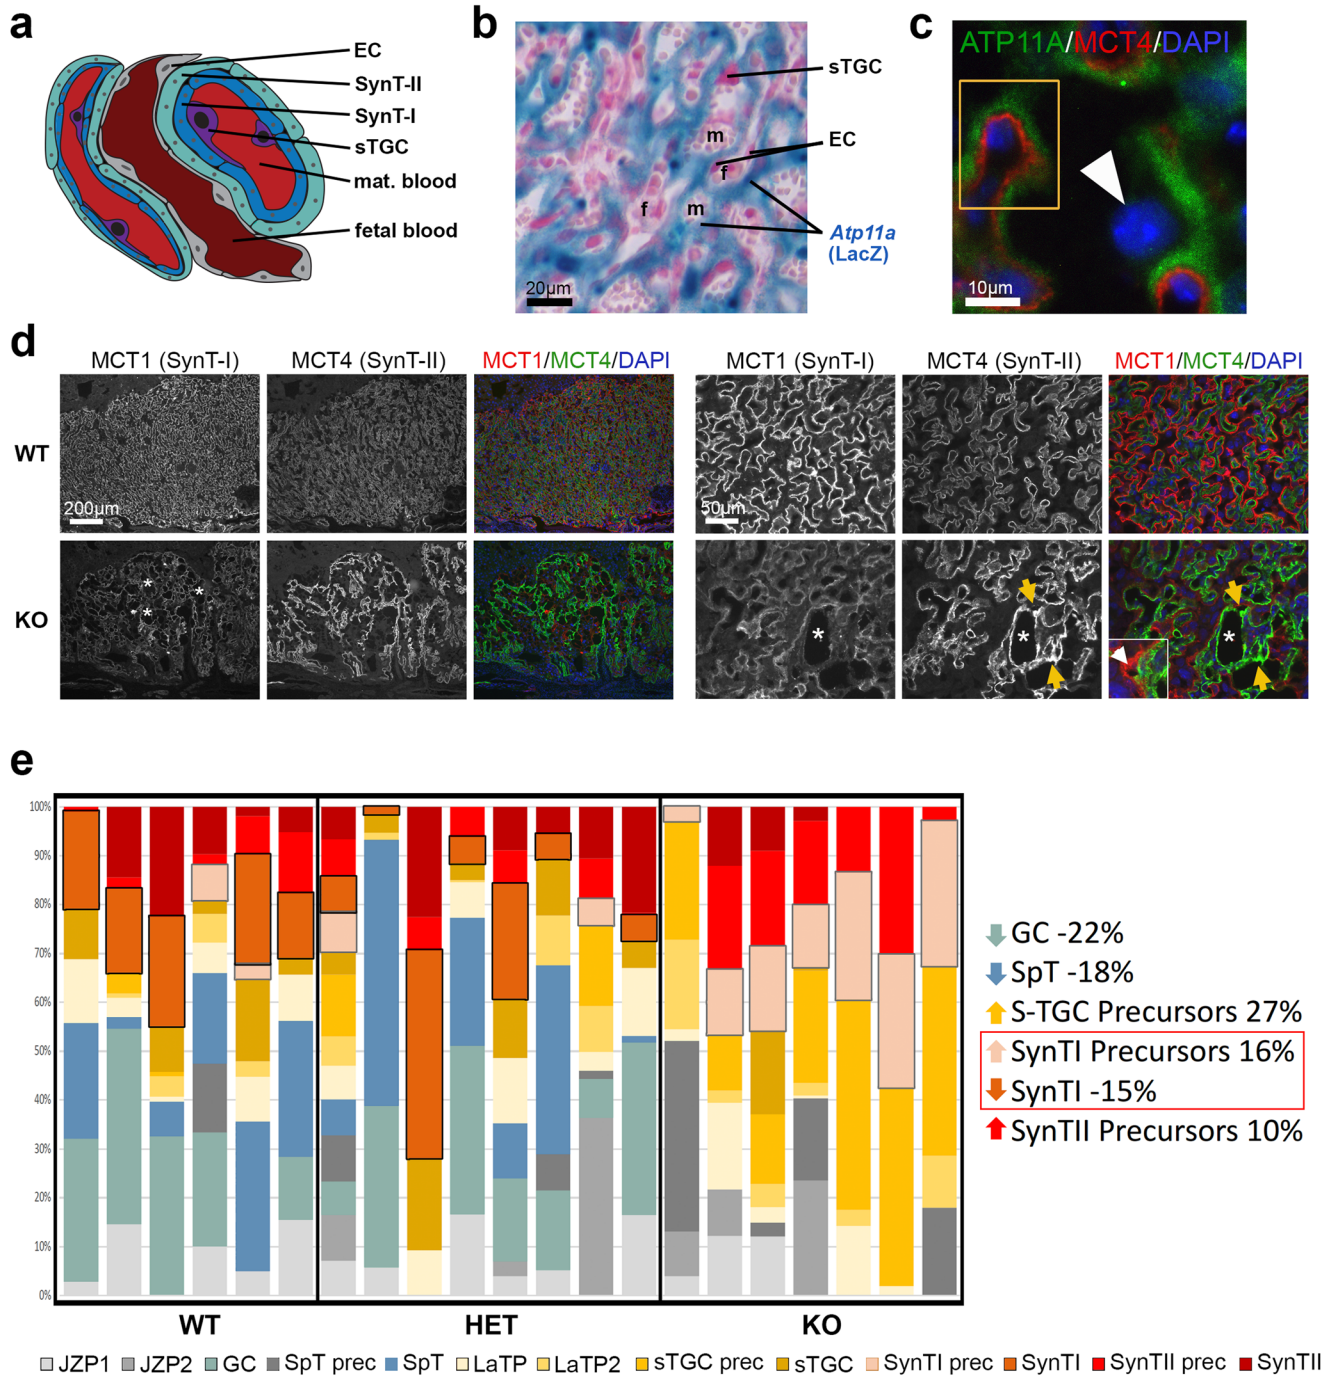 a
EC
SynT-II
SynT-I
sTGC
mat. blood
fetal blood
b
sTGC
EC
Atp11a
(LacZ)
m
f
f
m
20µm
c
ATP11A/MCT4/DAPI
10µm
d
MCT1 (SynT-I)
MCT4 (SynT-II)
MCT1/MCT4/DAPI
MCT1 (SynT-I)
MCT4 (SynT-II)
MCT1/MCT4/DAPI
WT
200µm
50µm
KO
*
*
*
*
*
*
e
100%
90%
80%
70%
60%
50%
40%
30%
20%
10%
0%
WT
HET
KO
GC -22%
SpT -18%
S-TGC Precursors 27%
SynTI Precursors 16%
SynTI -15%
SynTII Precursors 10%
JZP1 JZP2 GC SpT prec SpT LaTP LaTP2 sTGC prec sTGC SynTI prec SynTI SynTII prec SynTII